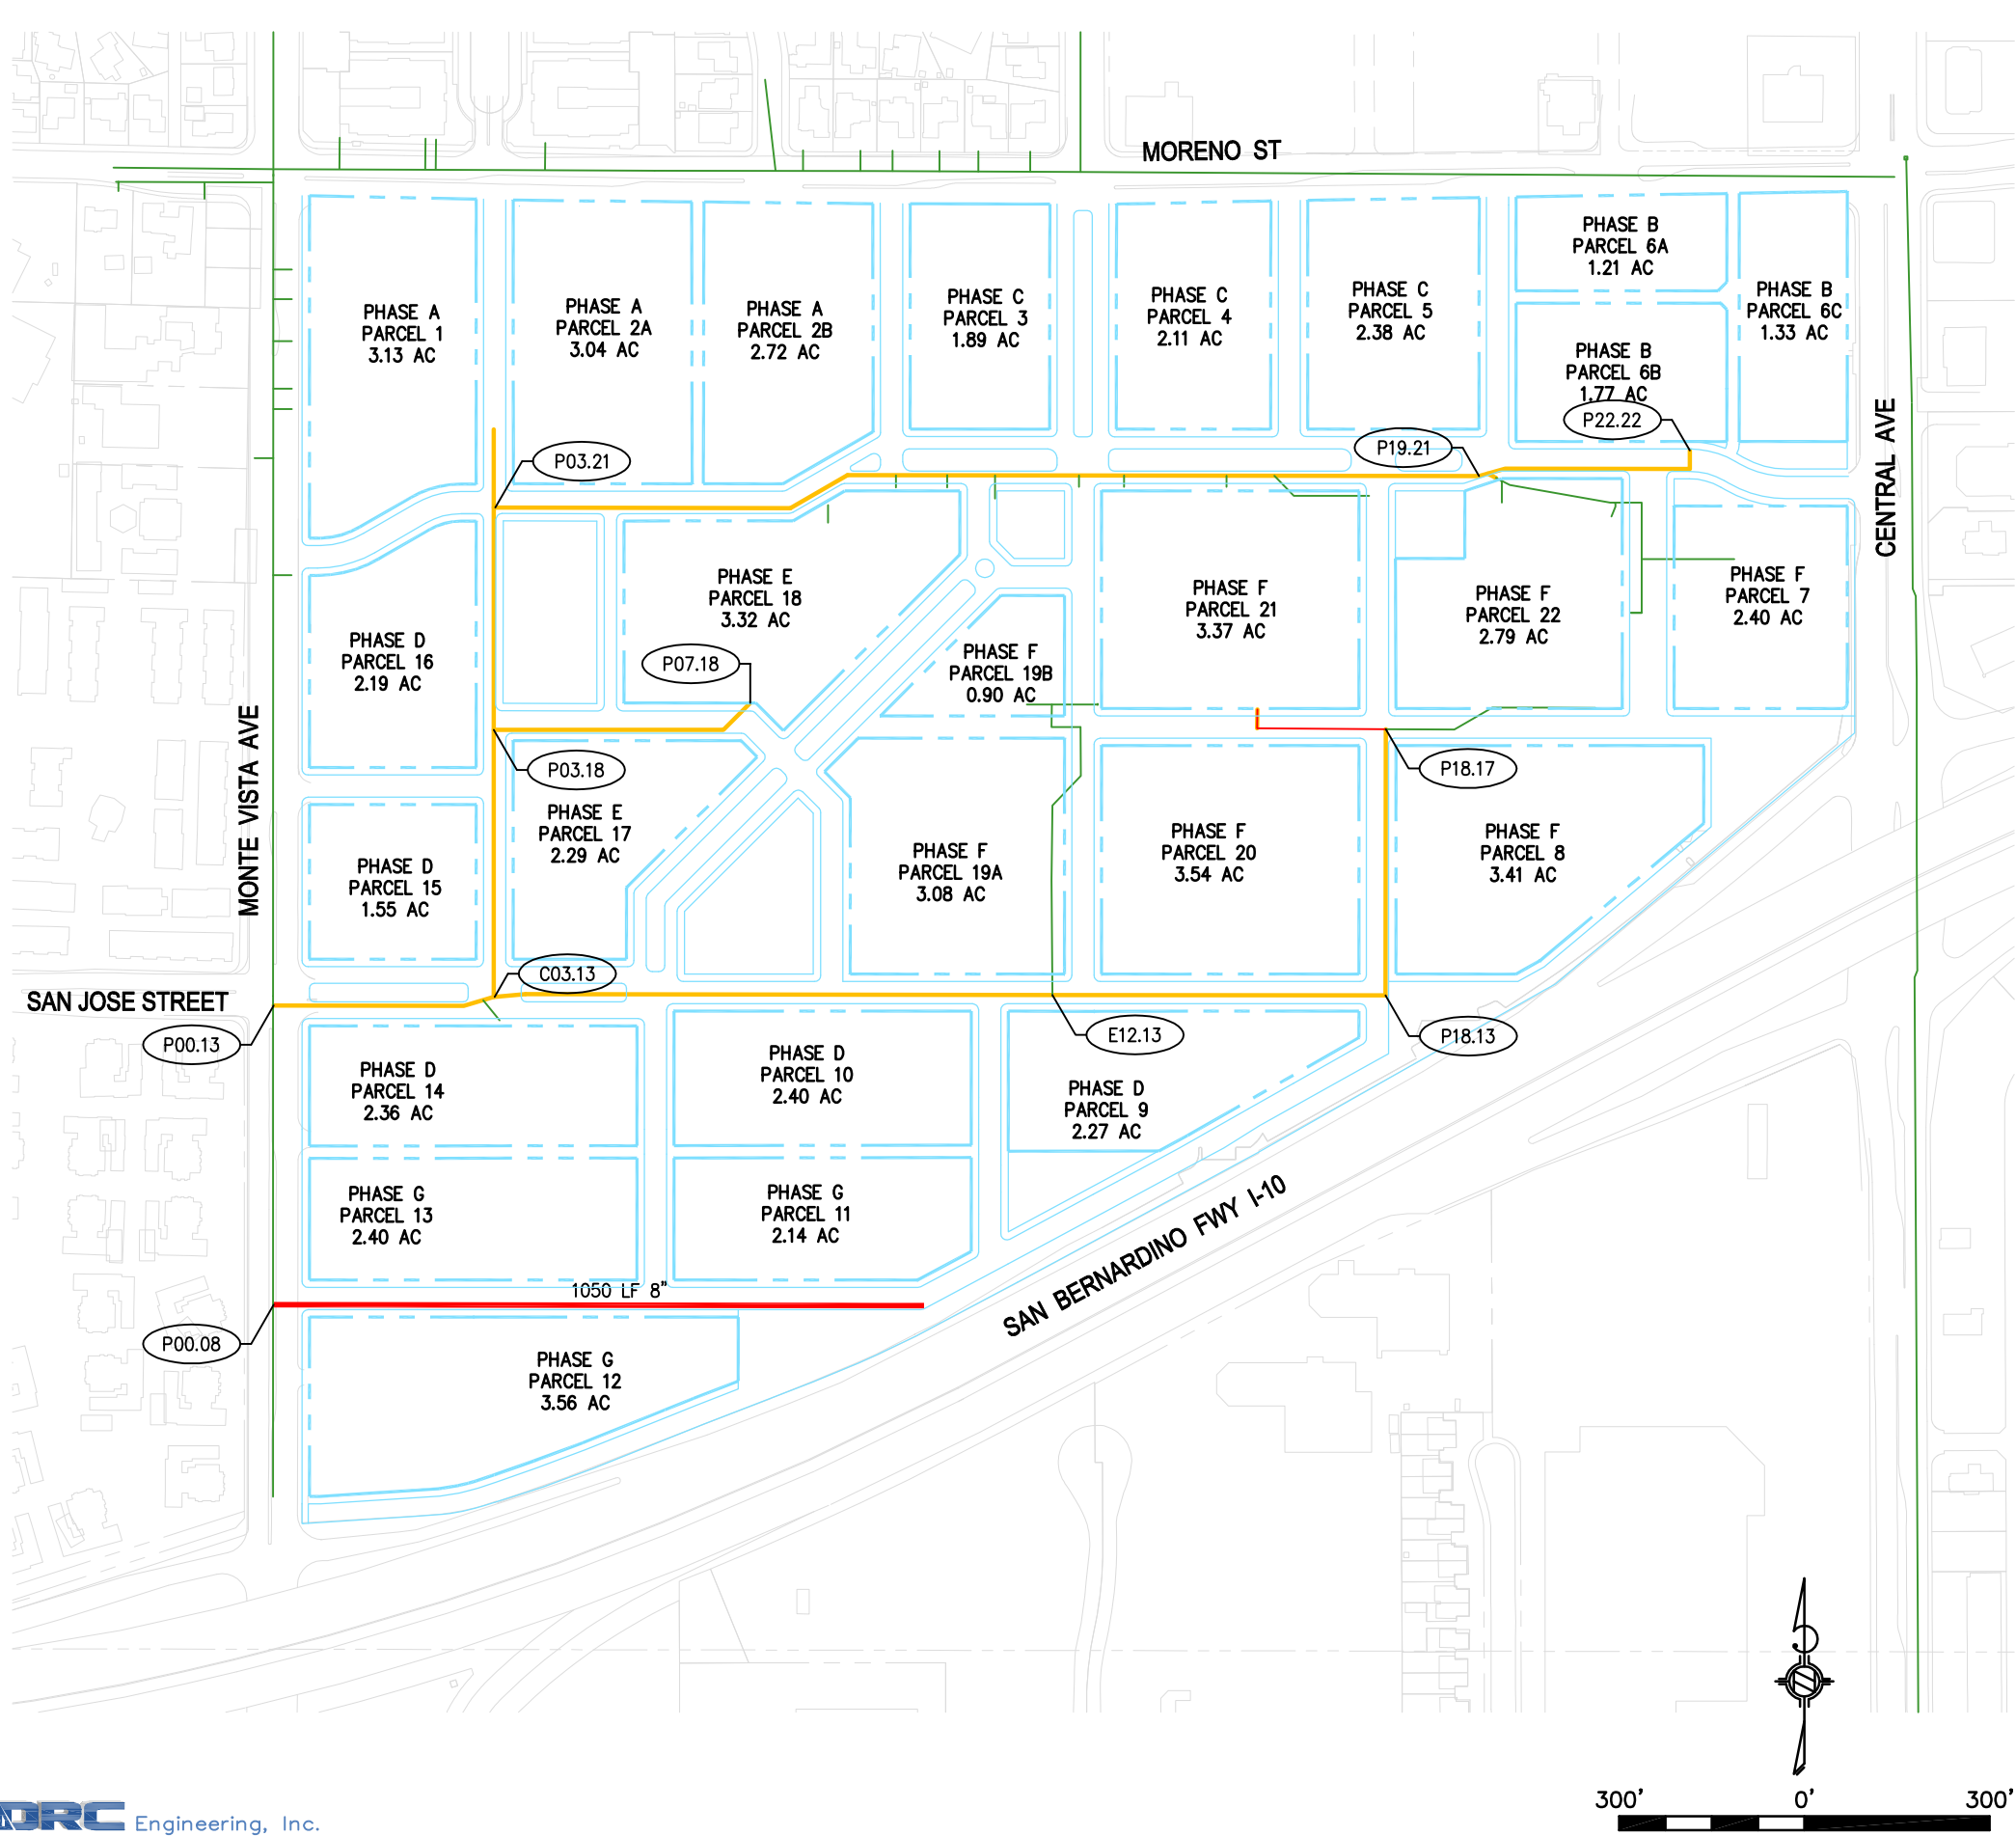 MORENO ST
PHASE A
PARCEL 1
3.13 AC
PHASE A
PARCEL 2A
3.04 AC
PHASE A
PARCEL 2B
2.72 AC
PHASE C
PARCEL 3
1.89 AC
PHASE C
PARCEL 4
2.11 AC
PHASE C
PARCEL 5
2.38 AC
PHASE B
PARCEL 6A
1.21 AC
PHASE B
PARCEL 6B
1.77 AC
PHASE B
PARCEL 6C
1.33 AC
CENTRAL AVE
P22.22
P19.21
P03.21
PHASE D
PARCEL 16
2.19 AC
PHASE E
PARCEL 18
3.32 AC
P07.18
PHASE F
PARCEL 19B
0.90 AC
PHASE F
PARCEL 21
3.37 AC
PHASE F
PARCEL 22
2.79 AC
PHASE F
PARCEL 7
2.40 AC
MONTE VISTA AVE
P03.18
P18.17
PHASE D
PARCEL 15
1.55 AC
PHASE E
PARCEL 17
2.29 AC
PHASE F
PARCEL 19A
3.08 AC
PHASE F
PARCEL 20
3.54 AC
PHASE F
PARCEL 8
3.41 AC
C03.13
SAN JOSE STREET
P00.13
E12.13
P18.13
PHASE D
PARCEL 14
2.36 AC
PHASE D
PARCEL 10
2.40 AC
PHASE D
PARCEL 9
2.27 AC
PHASE G
PARCEL 13
2.40 AC
PHASE G
PARCEL 11
2.14 AC
SAN BERNARDINO FWY I-10
1050 LF 8"
P00.08
PHASE G
PARCEL 12
3.56 AC
DRC Engineering, Inc.
300' 0' 300'